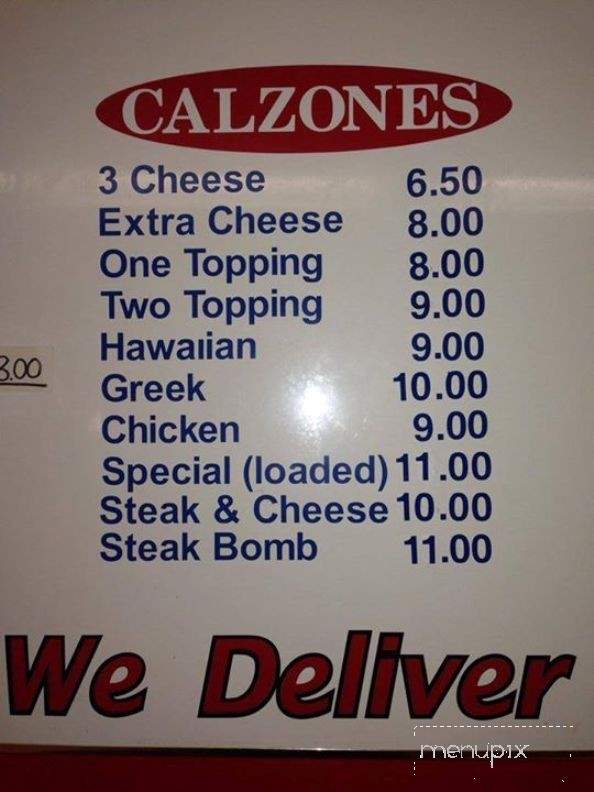 CALZONES
3 Cheese 6.50
Extra Cheese 8.00
One Topping 8.00
Two Topping 9.00
Hawaiian 9.00
8.00
Greek 10.00
Chicken 9.00
Special (loaded) 11.00
Steak & Cheese 10.00
Steak Bomb 11.00
We Deliver
menupix